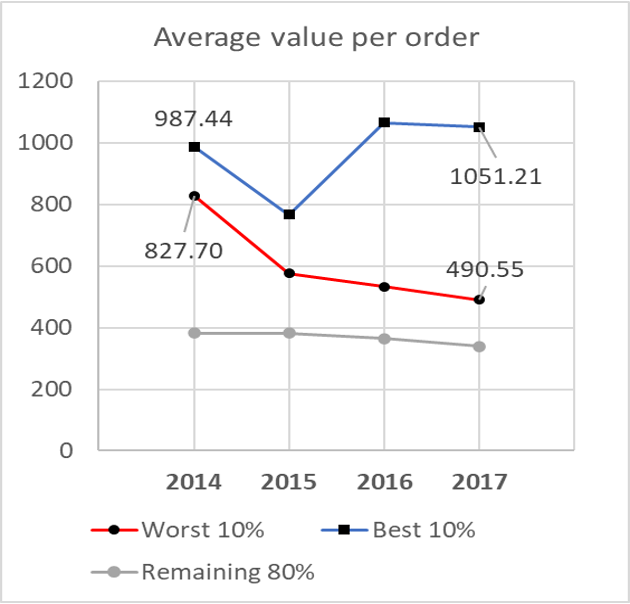 Average value per order
1200
1000
800
600
400
200
0
987.44
1051.21
827.70
490.55
2014 2015 2016 2017
Worst 10% Best 10%
Remaining 80%